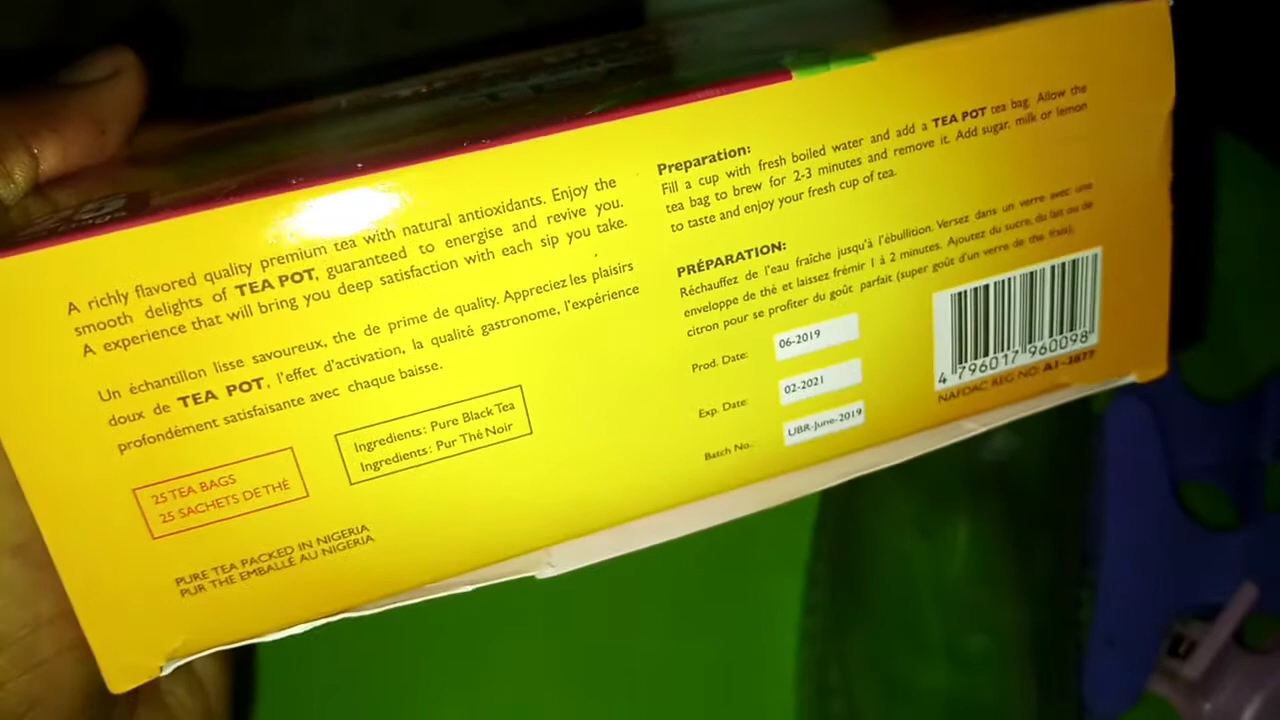 A richly flavored quality premium tea with natural antioxidants. Enjoy the
smooth delights of TEA POT, guaranteed to energise and revive you.
A experience that will bring you deep satisfaction with each sip you take.
Un échantillon lisse savoureux, the de prime de quality. Appreciez les plaisirs
doux de TEA POT, l'effet d'activation, la qualité gastronome, l'expérience
profondément satisfaisante avec chaque baisse.
25 TEA BAGS
25 SACHETS DE THÉ
Ingredients: Pure Black Tea
Ingredients: Pur Thé Noir
PURE TEA PACKED IN NIGERIA
PUR THE EMBALLÉ AU NIGERIA
Preparation:
Fill a cup with fresh boiled water and add a TEA POT tea bag. Allow the
tea bag to brew for 2-3 minutes and remove it. Add sugar, milk or lemon
to taste and enjoy your fresh cup of tea.
PRÉPARATION:
Réchauffez de l'eau fraîche jusqu'à l'ébullition. Versez dans un verre avec une
enveloppe de thé et laissez frémir 1 à 2 minutes. Ajoutez du sucre, du lait ou de
citron pour se profiter du goût parfait (super goût d'un verre de thé frais).
Prod. Date: 06-2019
Exp. Date: 02-2021
Batch No.: UBR-June-2019
4 796017 960098
NAFDAC REG NO: A1-3877